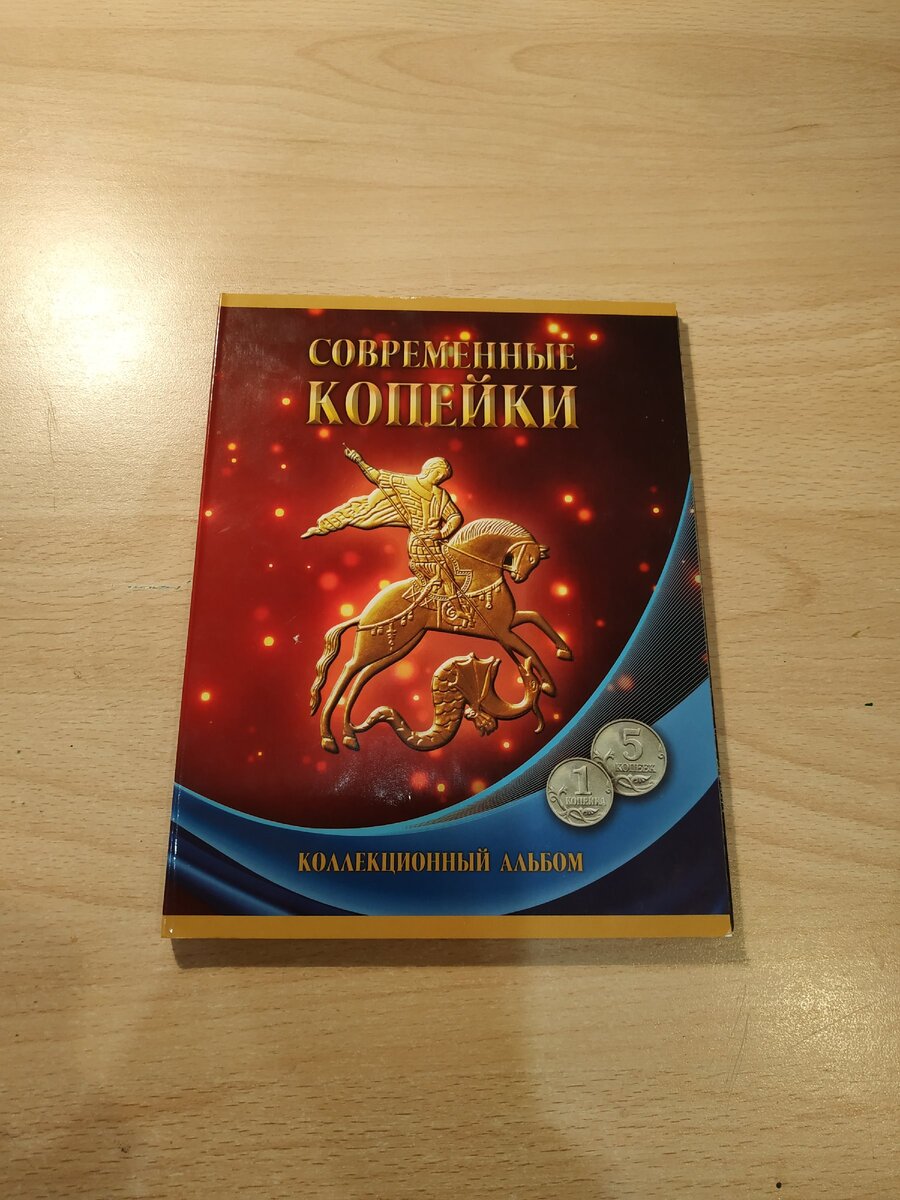 СОВРЕМЕННЫЕ
КОПЕЙКИ
5
КОПЕЕК
1
КОПЕЙКА
КОЛЛЕКЦИОННЫЙ АЛЬБОМ